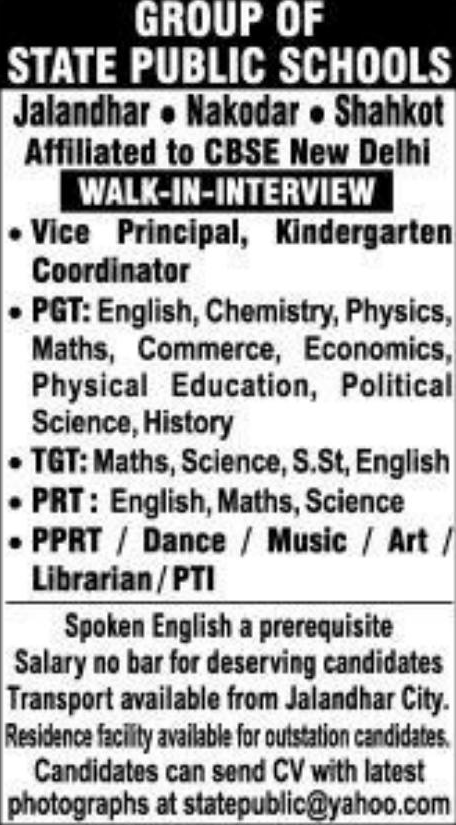 GROUP OF
STATE PUBLIC SCHOOLS
Jalandhar • Nakodar • Shahkot
Affiliated to CBSE New Delhi
WALK-IN-INTERVIEW
• Vice Principal, Kindergarten
Coordinator
• PGT: English, Chemistry, Physics,
Maths, Commerce, Economics,
Physical Education, Political
Science, History
• TGT: Maths, Science, S.St, English
• PRT : English, Maths, Science
• PPRT / Dance / Music / Art /
Librarian / PTI
Spoken English a prerequisite
Salary no bar for deserving candidates
Transport available from Jalandhar City.
Residence facility available for outstation candidates.
Candidates can send CV with latest
photographs at statepublic@yahoo.com